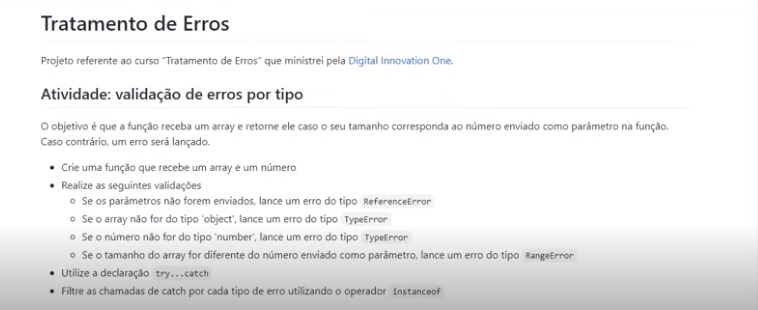 Tratamento de Erros
Projeto referente ao curso "Tratamento de Erros" que ministrei pela Digital Innovation One.
Atividade: validação de erros por tipo
O objetivo é que a função receba um array e retorne ele caso o seu tamanho corresponda ao número enviado como parâmetro na função.
Caso contrário, um erro será lançado.
• Crie uma função que recebe um array e um número
• Realize as seguintes validações
○ Se os parâmetros não forem enviados, lance um erro do tipo ReferenceError
○ Se o array não for do tipo 'object', lance um erro do tipo TypeError
○ Se o número não for do tipo 'number', lance um erro do tipo TypeError
○ Se o tamanho do array for diferente do número enviado como parâmetro, lance um erro do tipo RangeError
• Utilize a declaração try...catch
• Filtre as chamadas de catch por cada tipo de erro utilizando o operador instanceof